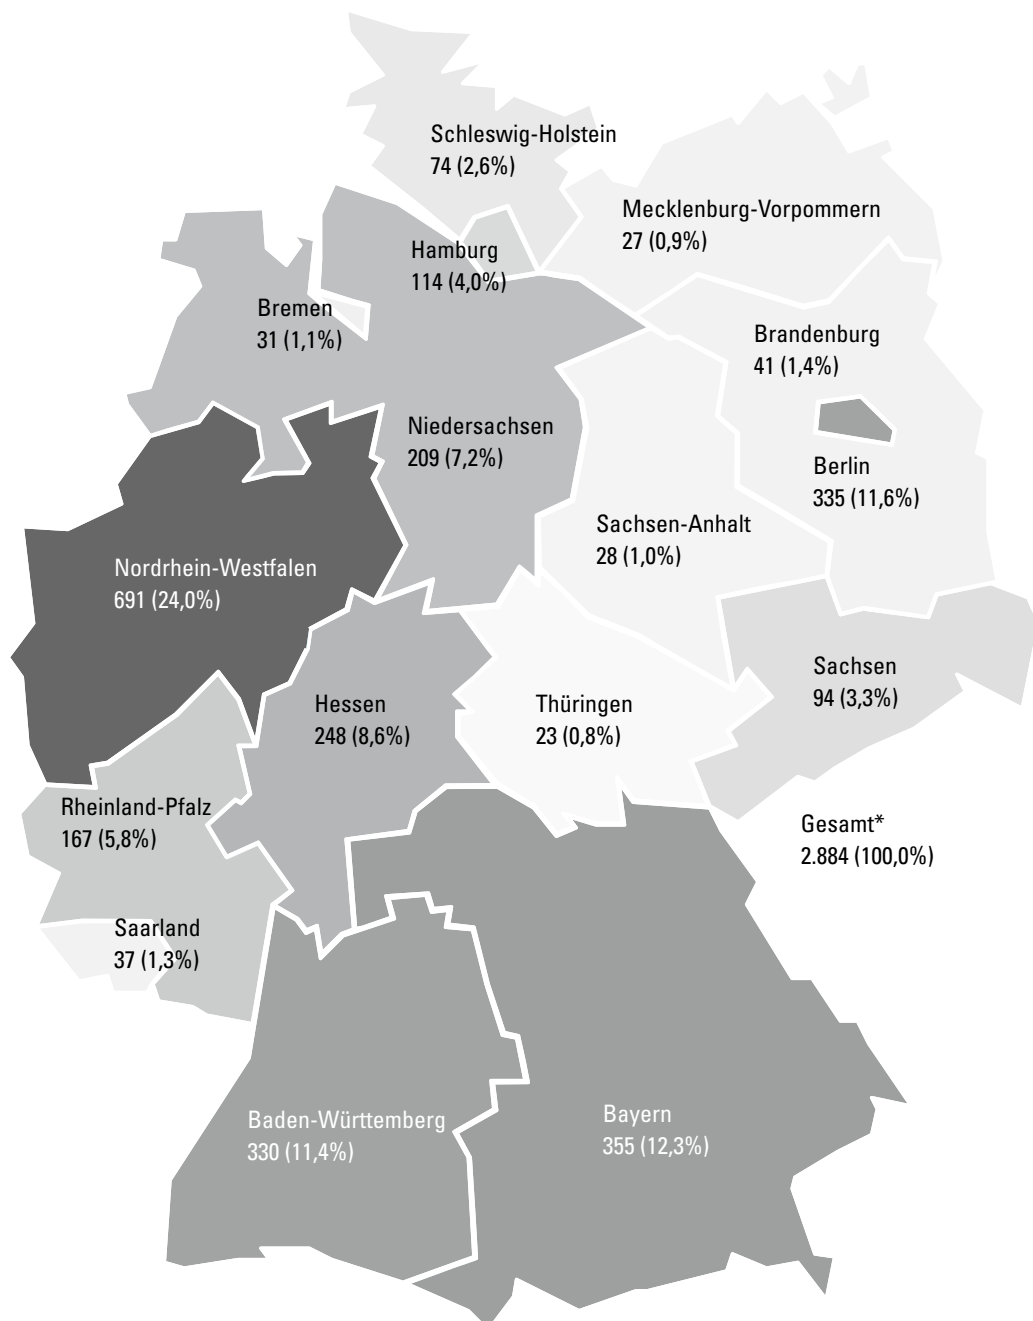 Schleswig-Holstein
74 (2,6%)
Mecklenburg-Vorpommern
27 (0,9%)
Hamburg
114 (4,0%)
Bremen
31 (1,1%)
Brandenburg
41 (1,4%)
Niedersachsen
209 (7,2%)
Berlin
335 (11,6%)
Sachsen-Anhalt
28 (1,0%)
Nordrhein-Westfalen
691 (24,0%)
Sachsen
94 (3,3%)
Hessen
248 (8,6%)
Thüringen
23 (0,8%)
Rheinland-Pfalz
167 (5,8%)
Gesamt*
2.884 (100,0%)
Saarland
37 (1,3%)
Baden-Württemberg
330 (11,4%)
Bayern
355 (12,3%)